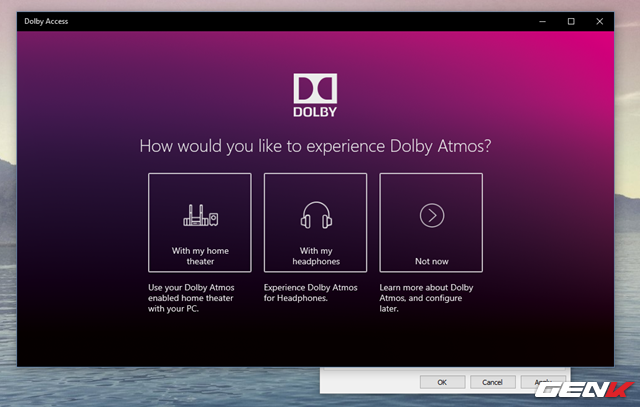 Dolby Access
DOLBY
How would you like to experience Dolby Atmos?
With my home
theater
With my
headphones
Not now
Use your Dolby Atmos
enabled home theater
with your PC.
Experience Dolby Atmos
for Headphones.
Learn more about Dolby
Atmos, and configure
later.
OK
Cancel
GENK